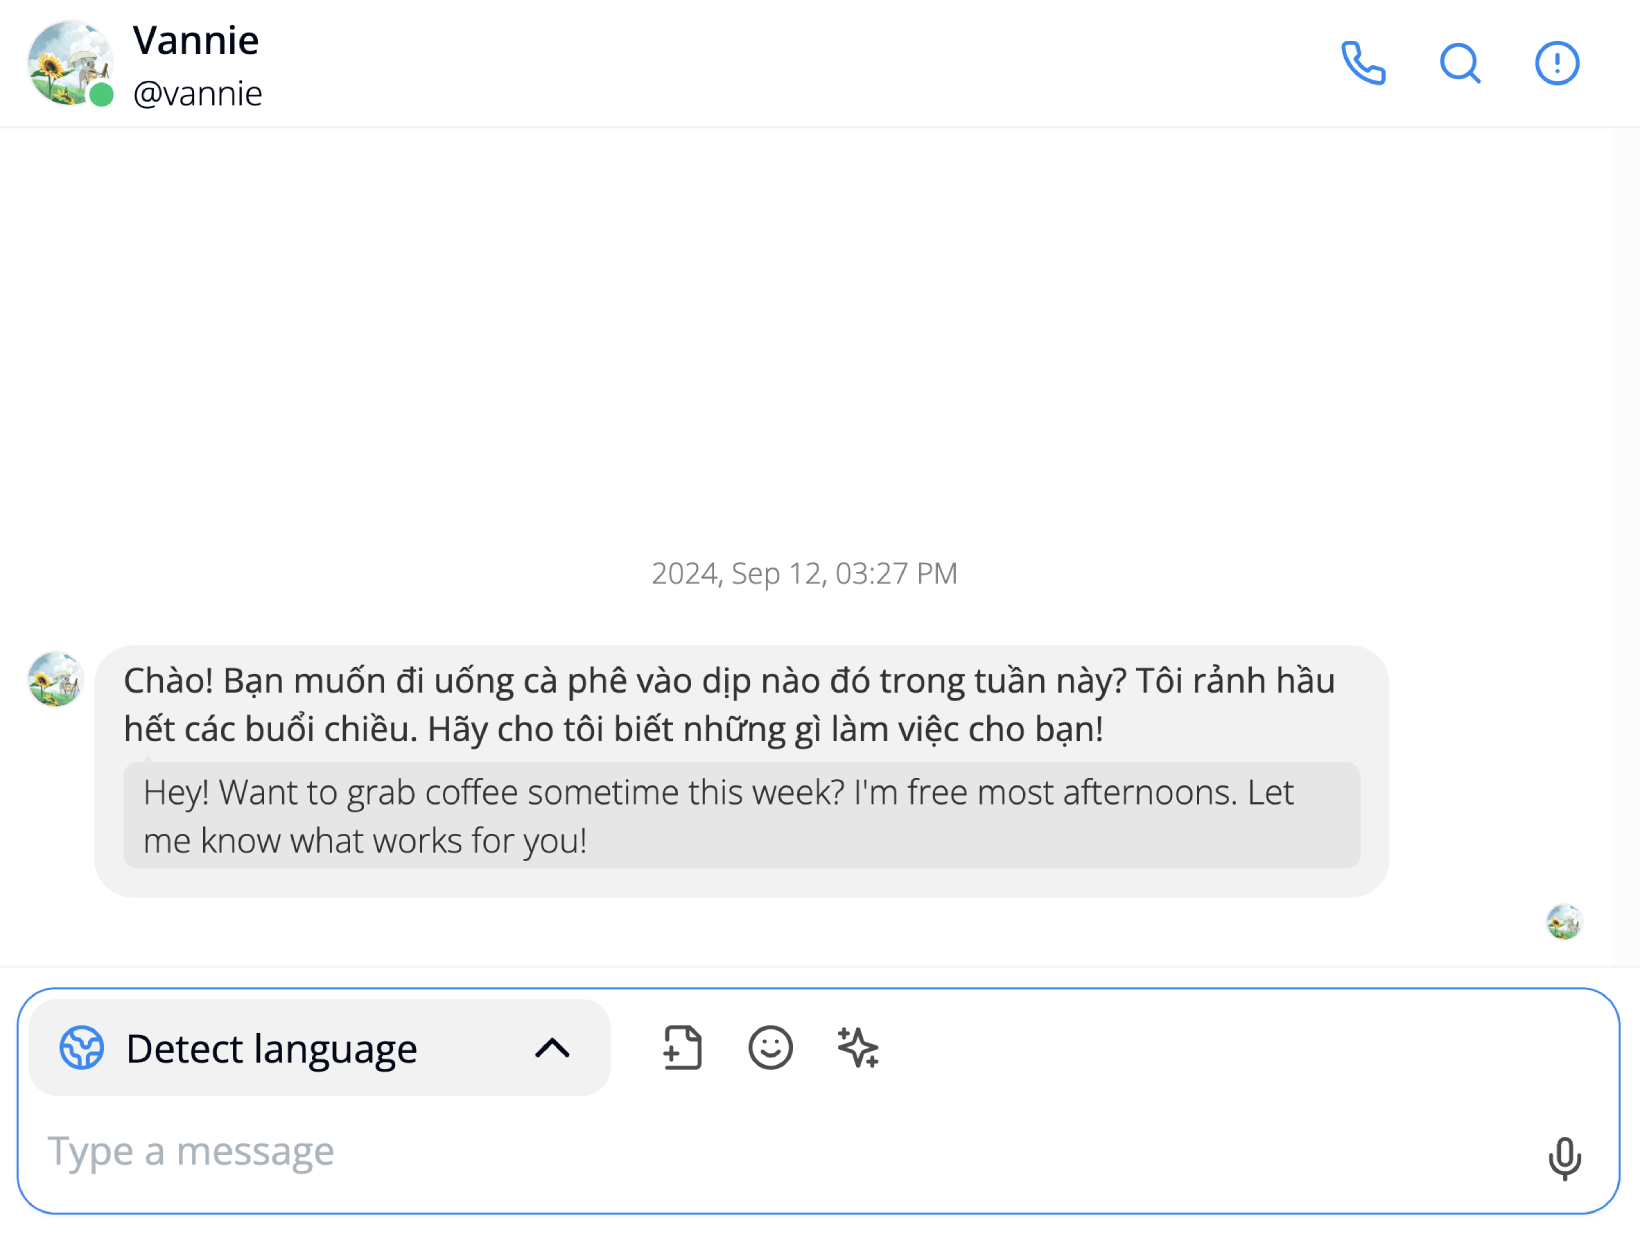 Vannie
@vannie
2024, Sep 12, 03:27 PM
Chào! Bạn muốn đi uống cà phê vào dịp nào đó trong tuần này? Tôi rảnh hầu
hết các buổi chiều. Hãy cho tôi biết những gì làm việc cho bạn!
Hey! Want to grab coffee sometime this week? I'm free most afternoons. Let
me know what works for you!
Detect language
Type a message